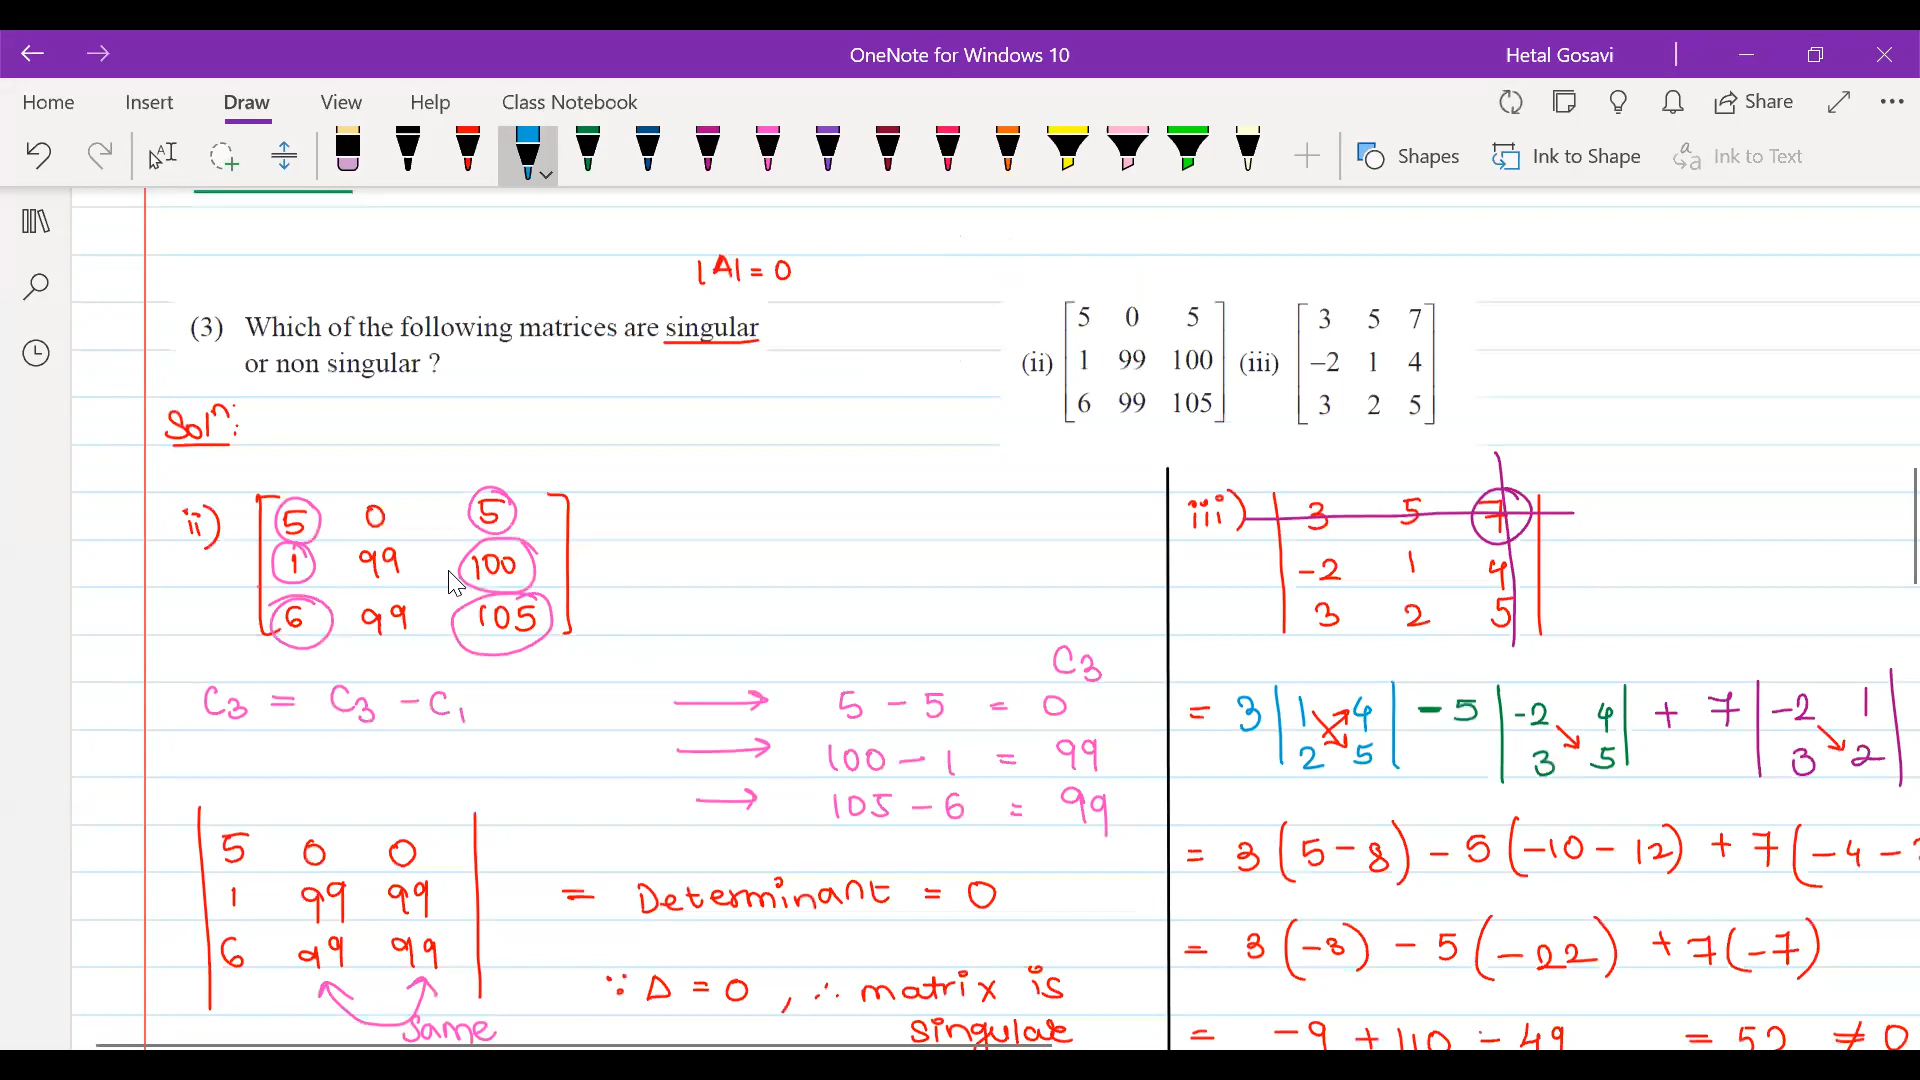 OneNote for Windows 10
Hetal Gosavi
Home Insert Draw View Help Class Notebook
Share
Shapes Ink to Shape Ink to Text
|A| = 0
(3) Which of the following matrices are singular
or non singular ?
(ii) 5 0 5
1 99 100
6 99 105
(iii) 3 5 7
-2 1 4
3 2 5
Solⁿ:
ii) 5 0 5
1 99 100
6 99 105
C3 = C3 - C1
C3
→ 5 - 5 = 0
→ 100 - 1 = 99
→ 105 - 6 = 99
5 0 0
1 99 99
6 99 99
Same
= Determinant = 0
∵ Δ = 0 , ∴ matrix is
singular
iii) 3 5 7
-2 1 4
3 2 5
= 3 |1 4| - 5 |-2 4| + 7 |-2 1|
|2 5| |3 5| |3 2|
= 3 (5 - 8) - 5 (-10 - 12) + 7 (-4 - 
= 3 (-3) - 5 (-22) + 7 (-7)
= -9 + 110 - 49 = 52 ≠ 0